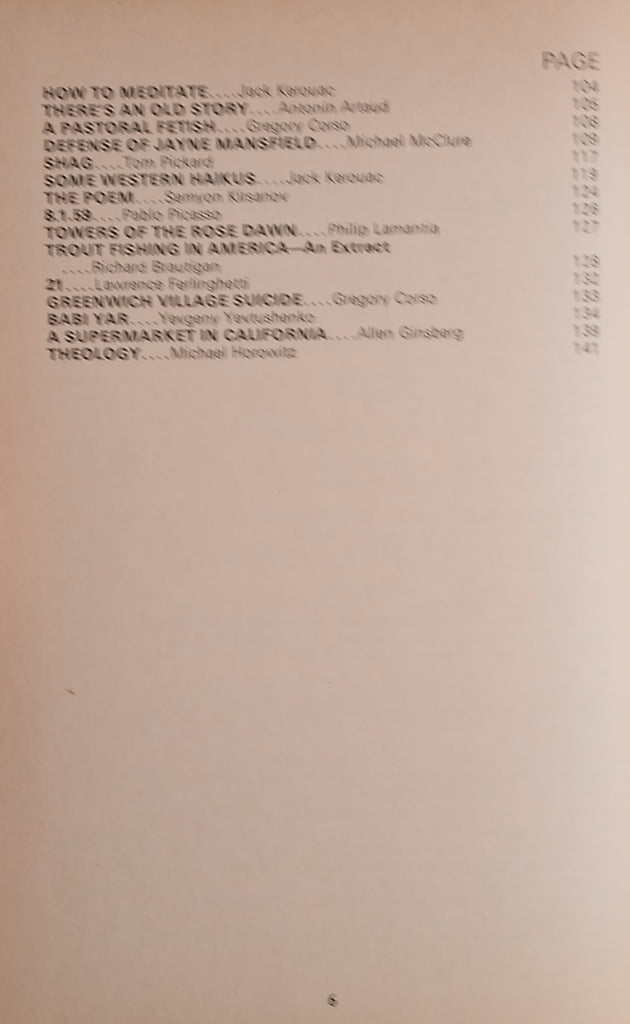 PAGE
HOW TO MEDITATE....Jack Kerouac 104
THERE'S AN OLD STORY....Antonin Artaud
A PASTORAL FETISH....Gregory Corso
DEFENSE OF JAYNE MANSFIELD....Michael McClure
SHAG....Tom Pickard 117
SOME WESTERN HAIKUS....Jack Kerouac
THE POEM....Semyon Kirsanov 124
8.1.59....Pablo Picasso 126
TOWERS OF THE ROSE DAWN....Philip Lamantia 127
TROUT FISHING IN AMERICA—An Extract
....Richard Brautigan 128
21....Lawrence Ferlinghetti 132
GREENWICH VILLAGE SUICIDE....Gregory Corso 133
BABI YAR....Yevgeny Yevtushenko 134
A SUPERMARKET IN CALIFORNIA....Allen Ginsberg 139
THEOLOGY....Michael Horowitz 141
6